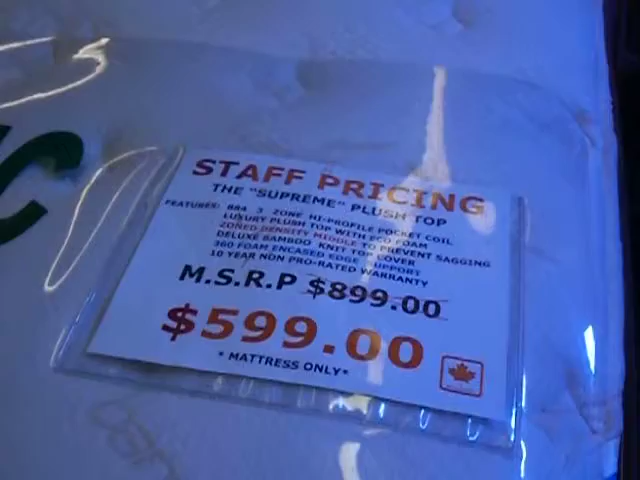 STAFF PRICING
THE "SUPREME" PLUSH TOP
FEATURES: 884 3 ZONE HI-PROFILE POCKET COIL
LUXURY PLUSH TOP WITH ECO FOAM
ZONED DENSITY MIDDLE TO PREVENT SAGGING
DELUXE BAMBOO KNIT TOP COVER
360 FOAM ENCASED EDGE SUPPORT
10 YEAR NON PRO-RATED WARRANTY
M.S.R.P $899.00
$599.00
* MATTRESS ONLY*